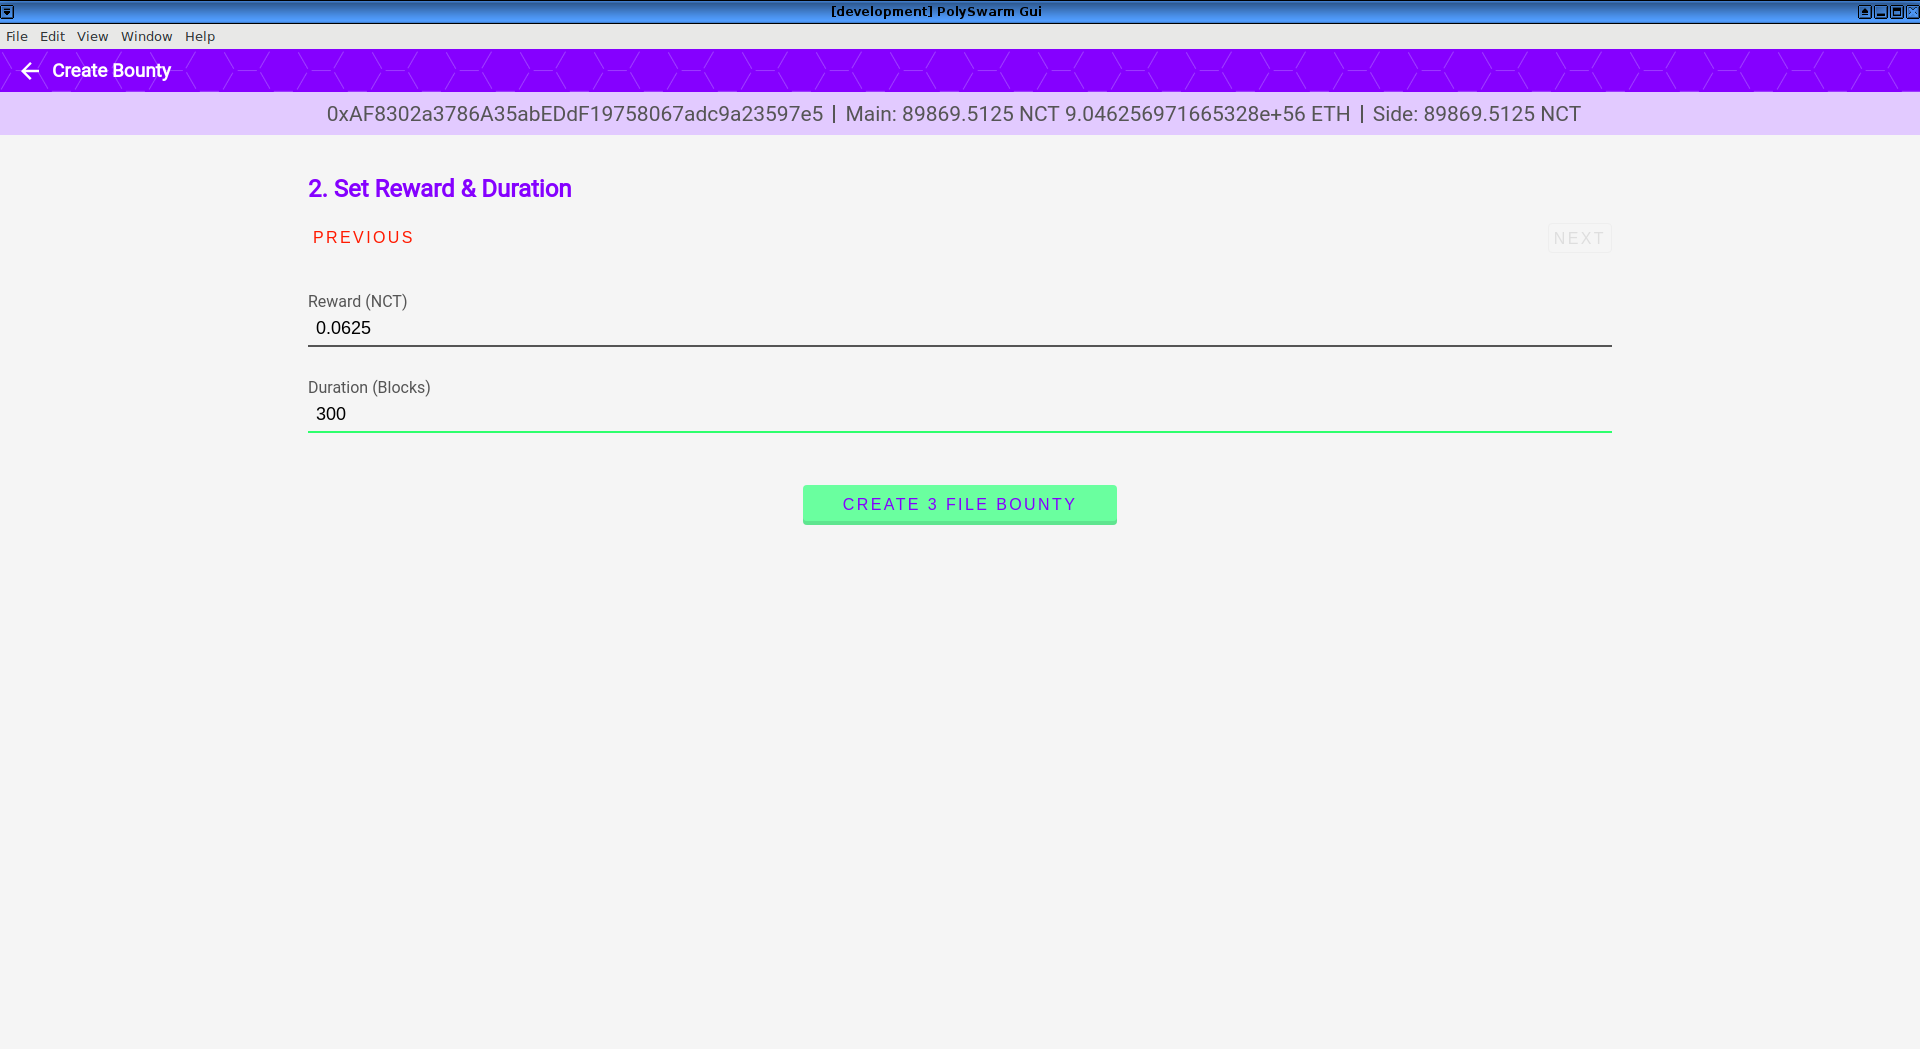 [development] PolySwarm Gui
File Edit View Window Help
Create Bounty
0xAF8302a3786A35abEDdF19758067adc9a23597e5 | Main: 89869.5125 NCT 9.046256971665328e+56 ETH | Side: 89869.5125 NCT
2. Set Reward & Duration
PREVIOUS
NEXT
Reward (NCT)
0.0625
Duration (Blocks)
300
CREATE 3 FILE BOUNTY